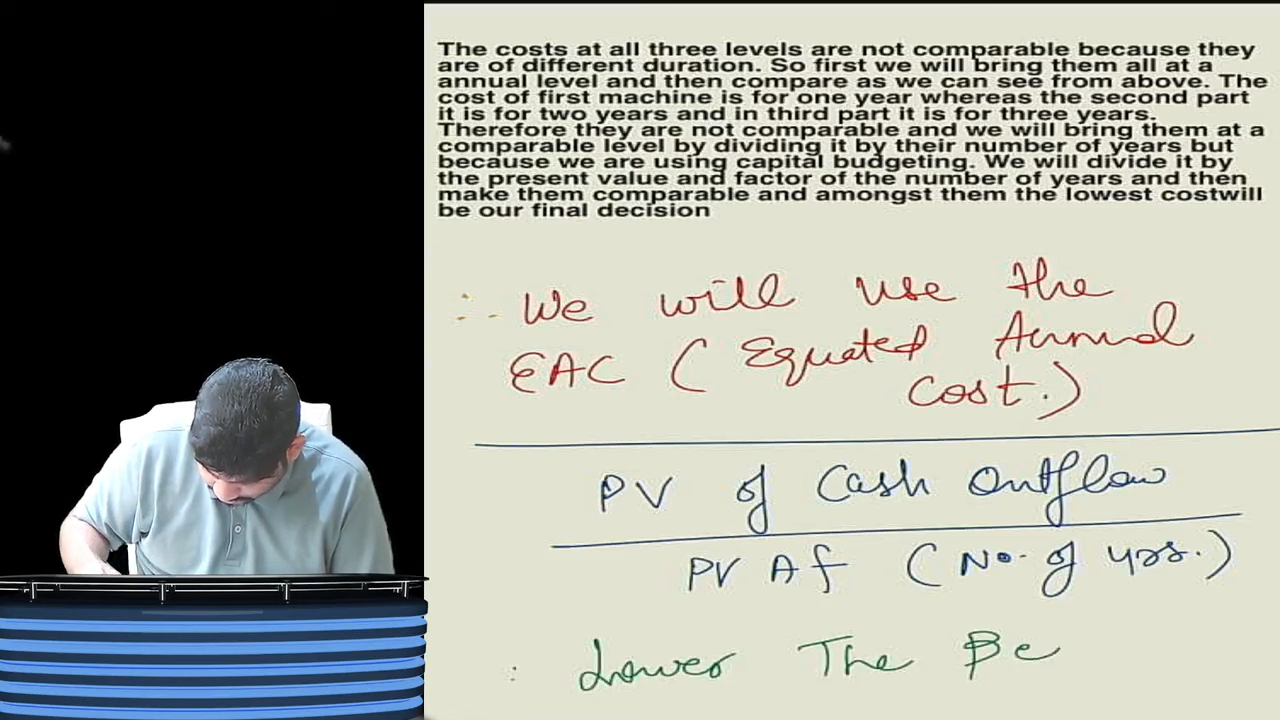 The costs at all three levels are not comparable because they
are of different duration. So first we will bring them all at a
annual level and then compare as we can see from above. The
cost of first machine is for one year whereas the second part
it is for two years and in third part it is for three years.
Therefore they are not comparable and we will bring them at a
comparable level by dividing it by their number of years but
because we are using capital budgeting. We will divide it by
the present value and factor of the number of years and then
make them comparable and amongst them the lowest costwill
be our final decision
∴ We will use the
EAC ( Equated Annual
Cost.)
PV of Cash Outflow
PV Af ( No. of yrs.)
: Lower The Be